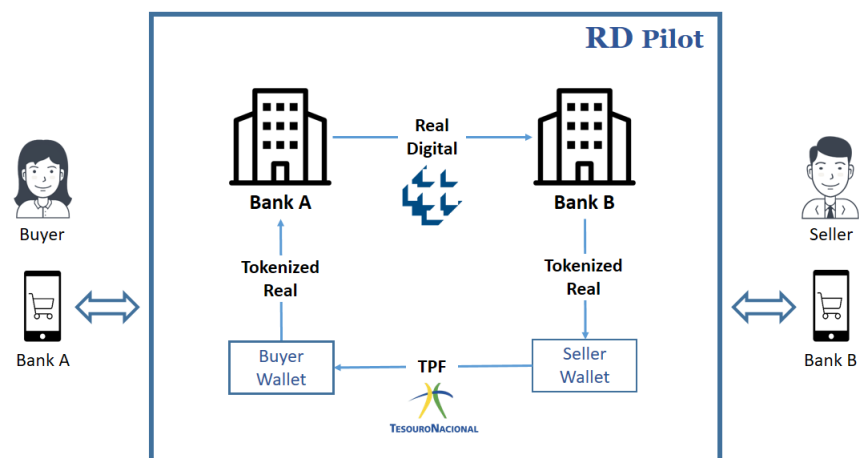 RD Pilot
Real
Digital
Bank A
Bank B
Buyer
Seller
Tokenized
Real
Tokenized
Real
Bank A
Bank B
Buyer
Wallet
TPF
Seller
Wallet
TESOURONACIONAL